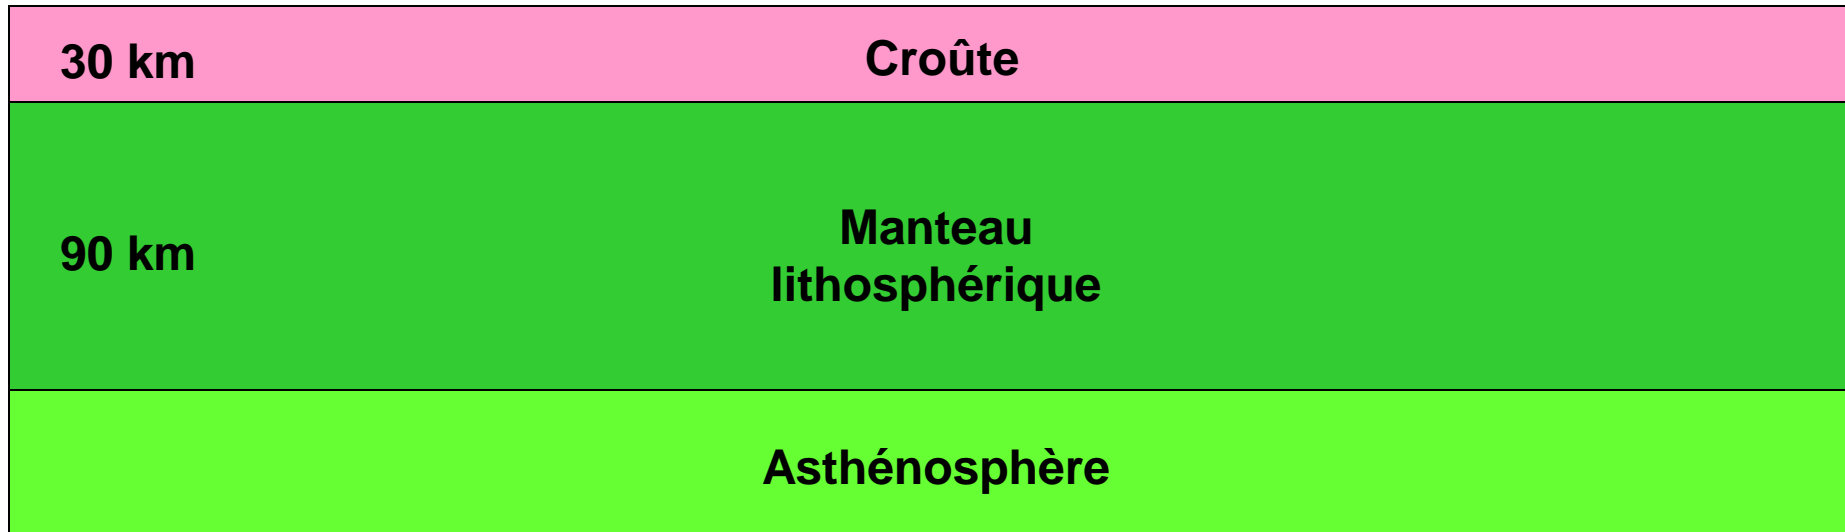 30 km
Croûte
90 km
Manteau
lithosphérique
Asthénosphère